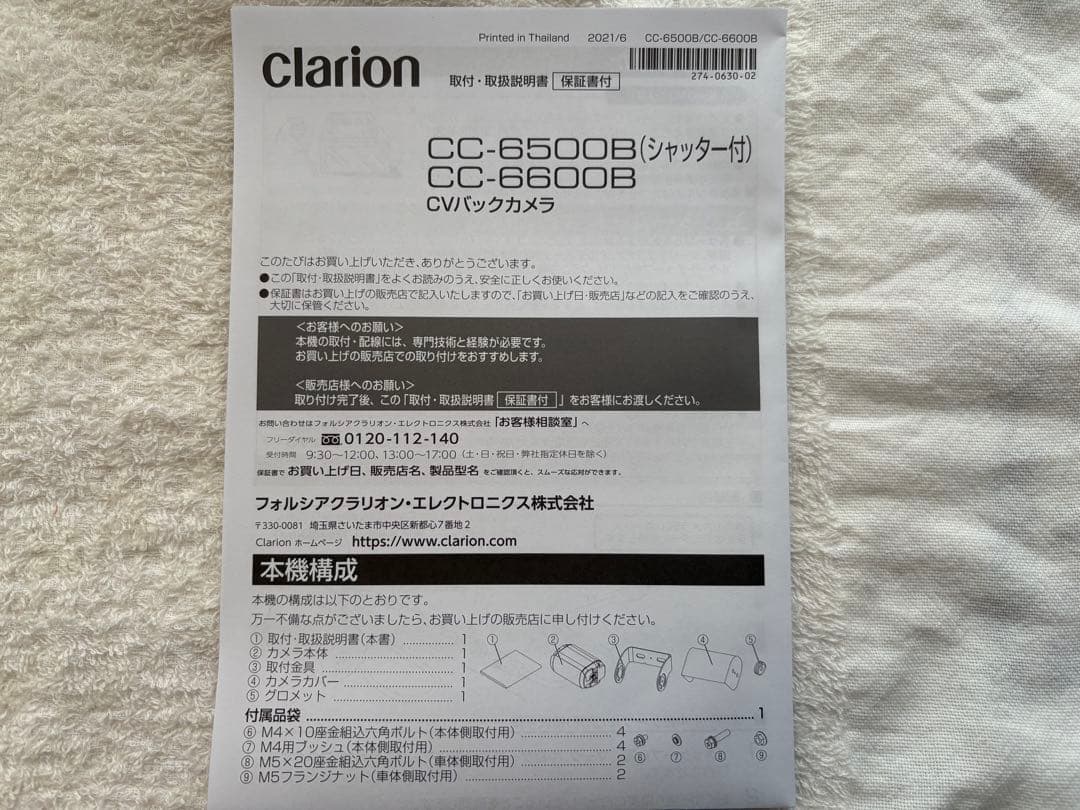 Printed in Thailand 2021/6 CC-6500B/CC-6600B
clarion
取付・取扱説明書 保証書付
274-0630-02
CC-6500B(シャッター付)
CC-6600B
CVバックカメラ
このたびはお買い上げいただき、ありがとうございます。
●この「取付・取扱説明書」をよくお読みのうえ、安全に正しくお使いください。
●保証書はお買い上げの販売店で記入いたしますので、「お買い上げ日・販売店」などの記入をご確認のうえ、
大切に保管ください。
＜お客様へのお願い＞
本機の取付・配線には、専門技術と経験が必要です。
お買い上げの販売店での取り付けをおすすめします。
＜販売店様へのお願い＞
取り付け完了後、この「取付・取扱説明書 保証書付 」をお客様にお渡しください。
お問い合わせはフォルシアクラリオン・エレクトロニクス株式会社「お客様相談室」へ
フリーダイヤル 0120-112-140
受付時間 9:30〜12:00、13:00〜17:00（土・日・祝日・弊社指定休日を除く）
保証書で お買い上げ日、販売店名、製品型名 をご確認頂くと、スムーズな応対ができます。
フォルシアクラリオン・エレクトロニクス株式会社
〒330-0081 埼玉県さいたま市中央区新都心7番地2
Clarion ホームページ https://www.clarion.com
本機構成
本機の構成は以下のとおりです。
万一不備な点がございましたら、お買い上げの販売店に申し付けください。
① 取付・取扱説明書（本書） ............ 1
② カメラ本体 ............ 1
③ 取付金具 ............ 1
④ カメラカバー ............ 1
⑤ グロメット ............ 1
① ② ③ ④ ⑤
付属品袋 ............ 1
⑥ M4×10座金組込六角ボルト（本体側取付用） ............ 4
⑦ M4用ブッシュ（本体側取付用） ............ 4
⑧ M5×20座金組込六角ボルト（車体側取付用） ............ 2
⑨ M5フランジナット（車体側取付用） ............ 2
⑥ ⑦ ⑧ ⑨